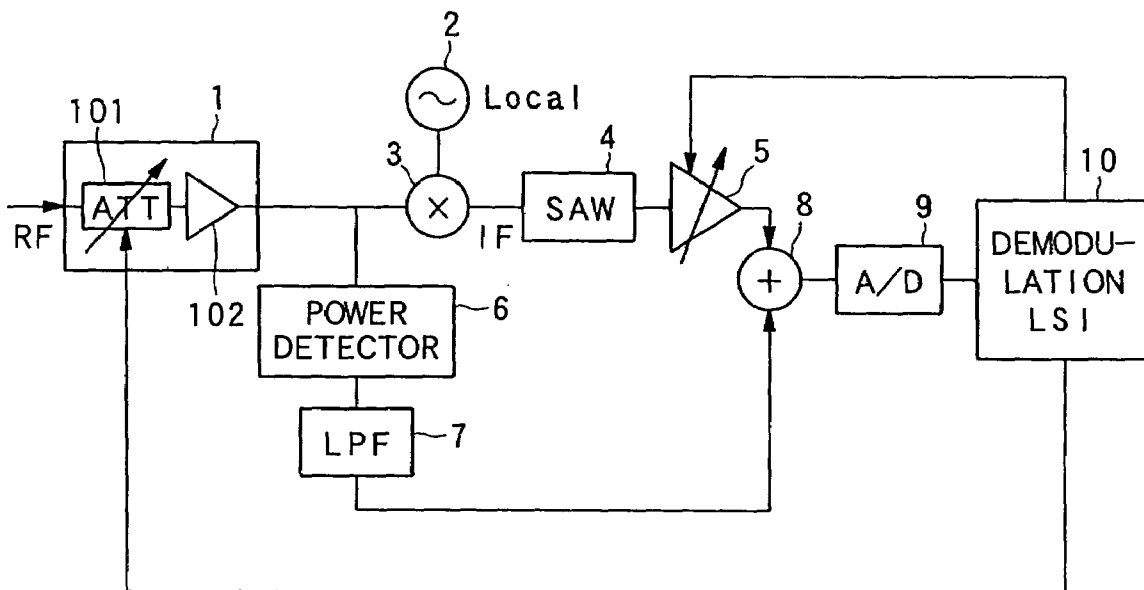 2
Local
101
1
3
4
5
10
ATT
RF
102
×
IF
SAW
8
9
+
A/D
DEMODU-
LATION
LSI
POWER
DETECTOR
6
LPF
7